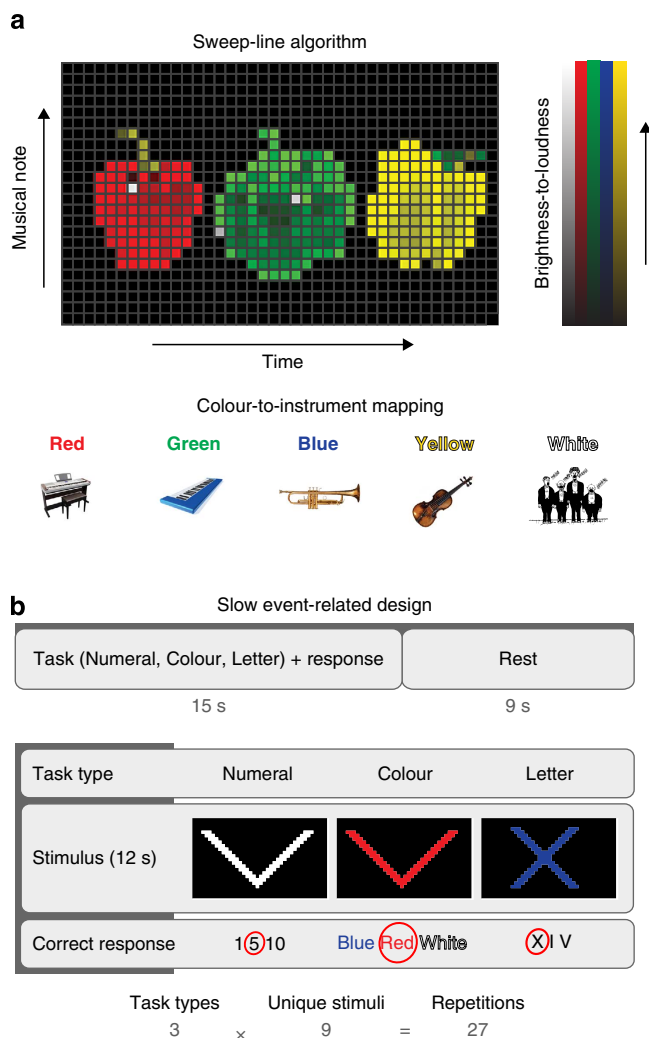 a
Sweep-line algorithm
Musical note
Brightness-to-loudness
Time
Colour-to-instrument mapping
Red Green Blue Yellow White
b
Slow event-related design
Task (Numeral, Colour, Letter) + response Rest
15 s 9 s
Task type Numeral Colour Letter
Stimulus (12 s)
Correct response 1 5 10 Blue Red White X I V
Task types Unique stimuli Repetitions
3 × 9 = 27